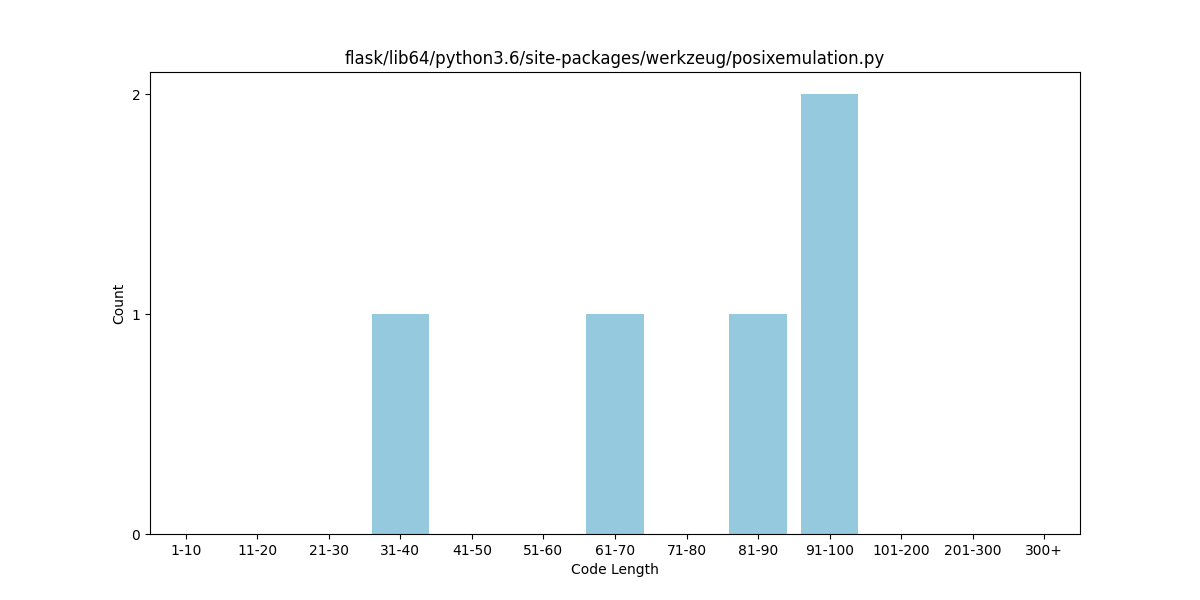 flask/lib64/python3.6/site-packages/werkzeug/posixemulation.py
2
1
0
Count
1-10 11-20 21-30 31-40 41-50 51-60 61-70 71-80 81-90 91-100 101-200 201-300 300+
Code Length